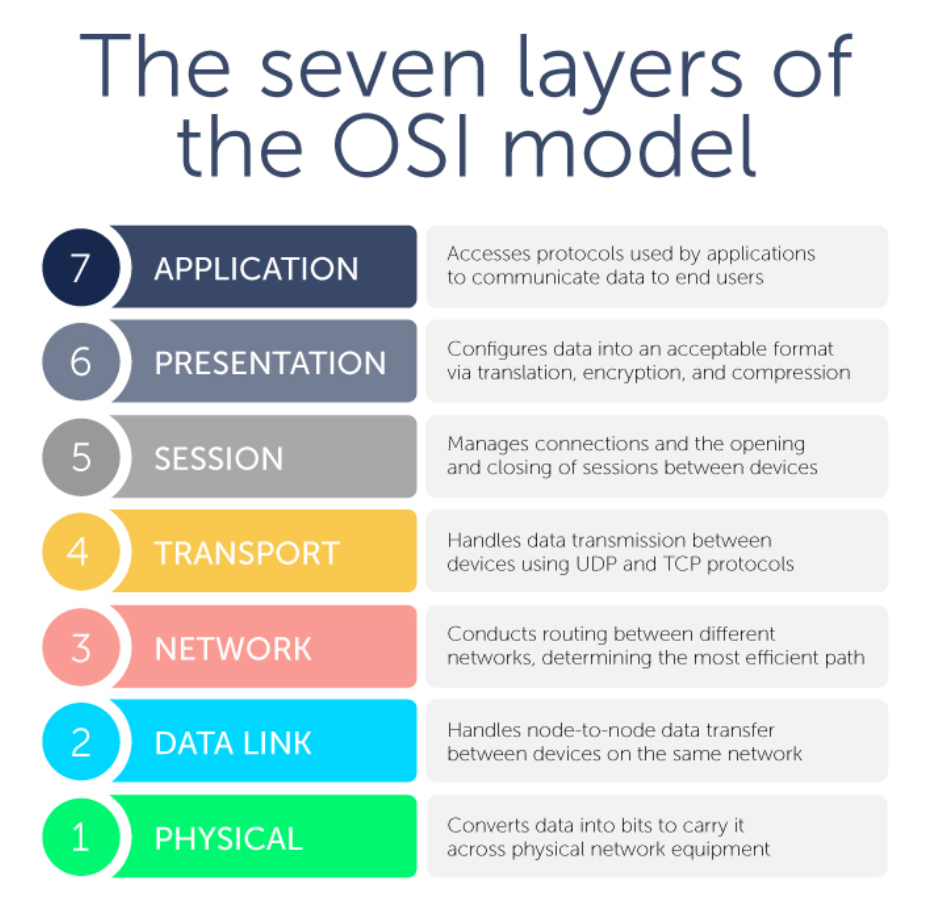 The seven layers of
the OSI model
7 APPLICATION
Accesses protocols used by applications
to communicate data to end users
6 PRESENTATION
Configures data into an acceptable format
via translation, encryption, and compression
5 SESSION
Manages connections and the opening
and closing of sessions between devices
4 TRANSPORT
Handles data transmission between
devices using UDP and TCP protocols
3 NETWORK
Conducts routing between different
networks, determining the most efficient path
2 DATA LINK
Handles node-to-node data transfer
between devices on the same network
1 PHYSICAL
Converts data into bits to carry it
across physical network equipment